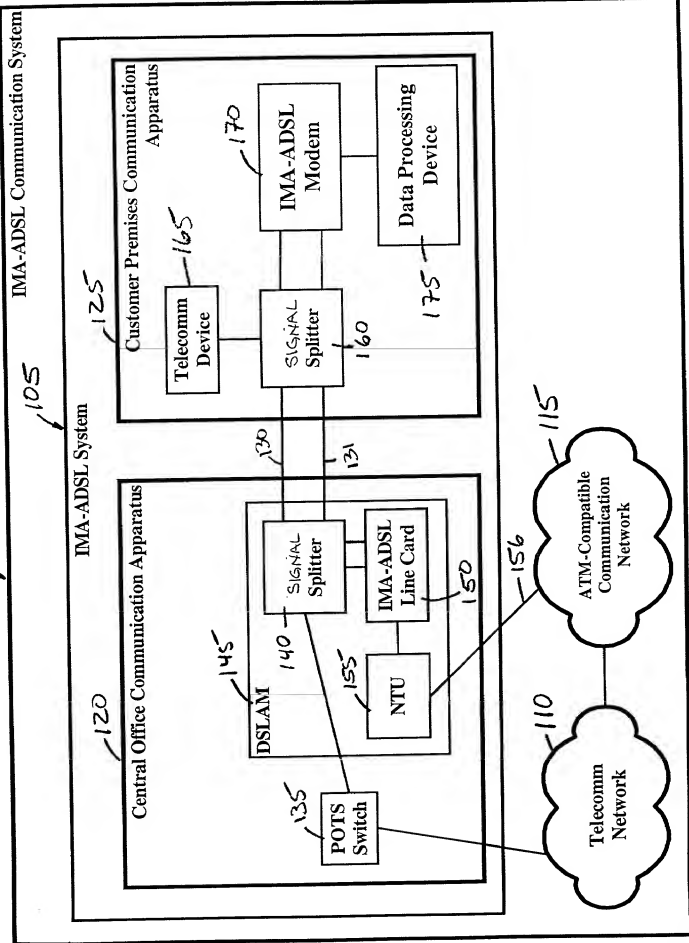 IMA-ADSL Communication System
105
IMA-ADSL System
120
Central Office Communication Apparatus
125
Customer Premises Communication
Apparatus
135
POTS
Switch
145
DSLAM
140
SIGNAL
Splitter
IMA-ADSL
Line Card
150
155
NTU
130
131
165
Telecomm
Device
SIGNAL
Splitter
160
170
IMA-ADSL
Modem
Data Processing
Device
175
156
110
Telecomm
Network
115
ATM-Compatible
Communication
Network